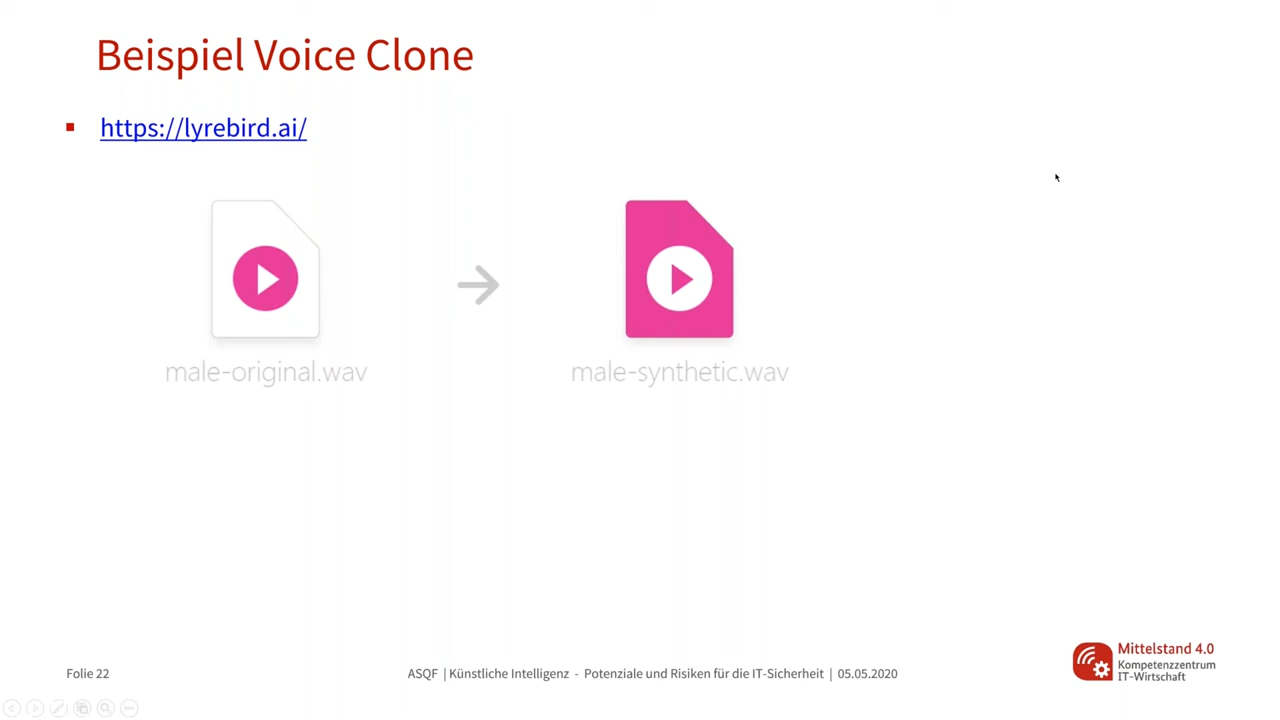 Beispiel Voice Clone
https://lyrebird.ai/
male-original.wav
male-synthetic.wav
Folie 22
ASQF | Künstliche Intelligenz - Potenziale und Risiken für die IT-Sicherheit | 05.05.2020
Mittelstand 4.0
Kompetenzzentrum
IT-Wirtschaft